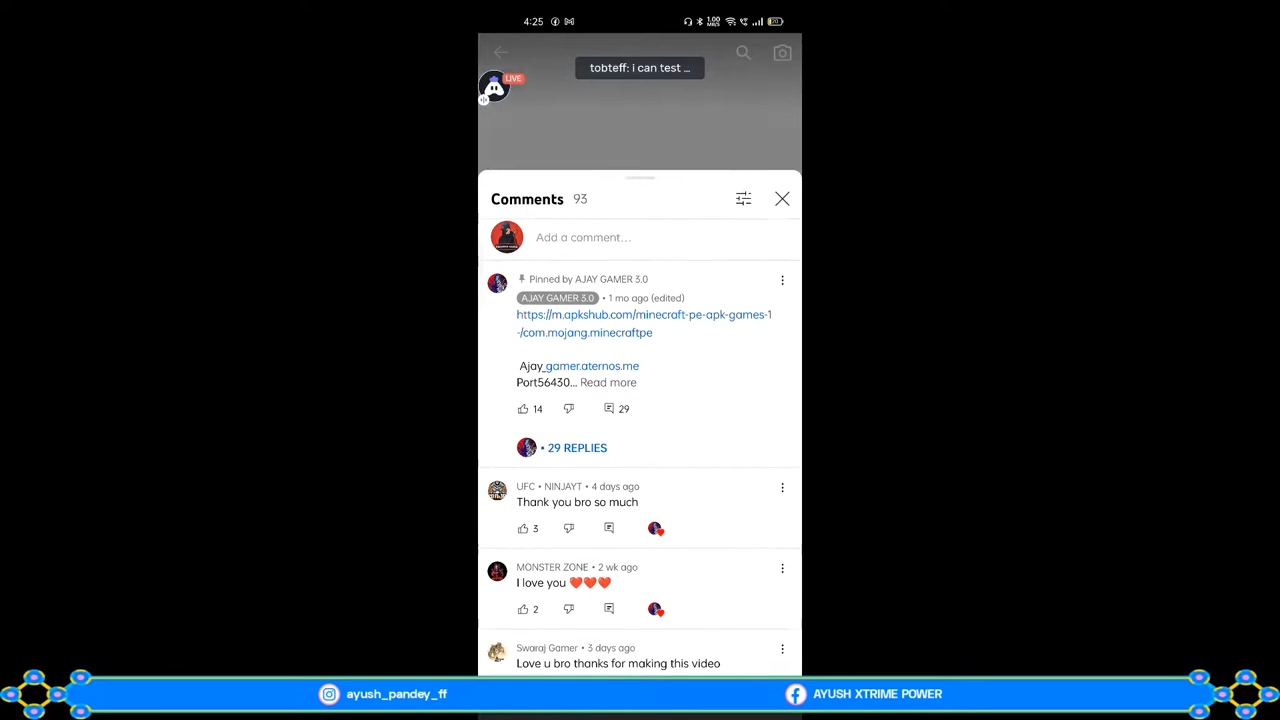 4:25
1.00
MB/S
20
tobteff: i can test ...
LIVE
Comments 93
Add a comment...
Pinned by AJAY GAMER 3.0
AJAY GAMER 3.0 • 1 mo ago (edited)
https://m.apkshub.com/minecraft-pe-apk-games-1
-/com.mojang.minecraftpe
Ajay_gamer.aternos.me
Port56430... Read more
14 29
• 29 REPLIES
UFC • NINJAYT • 4 days ago
Thank you bro so much
3
MONSTER ZONE • 2 wk ago
I love you ❤️❤️❤️
2
Swaraj Gamer • 3 days ago
Love u bro thanks for making this video
ayush_pandey_ff AYUSH XTRIME POWER